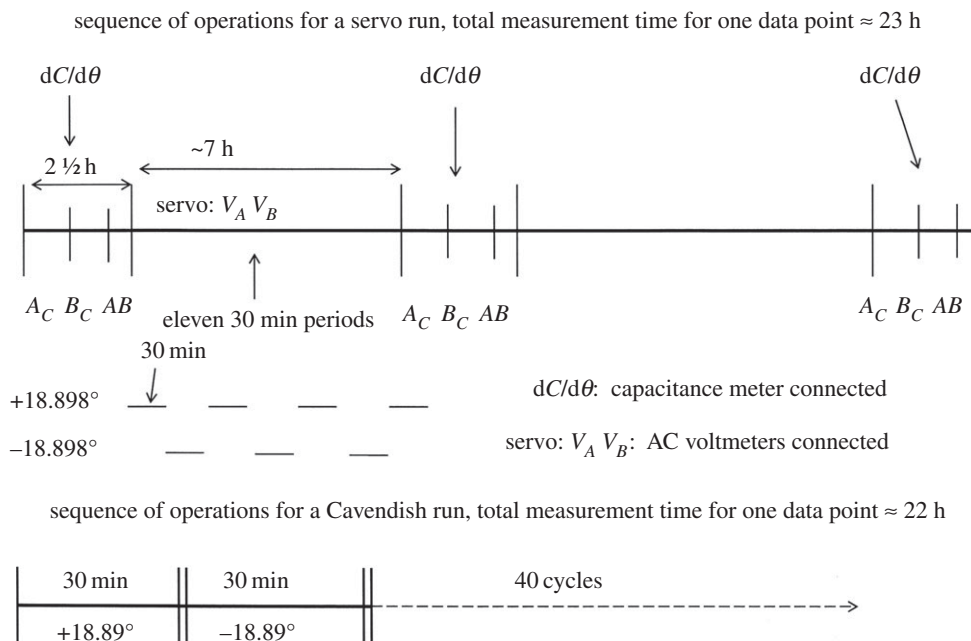 sequence of operations for a servo run, total measurement time for one data point ≈ 23 h
dC/dθ dC/dθ dC/dθ
2 ½ h ~7 h
servo: V_A V_B
A_C B_C AB A_C B_C AB A_C B_C AB
eleven 30 min periods
30 min
+18.898° dC/dθ: capacitance meter connected
–18.898° servo: V_A V_B: AC voltmeters connected
sequence of operations for a Cavendish run, total measurement time for one data point ≈ 22 h
30 min 30 min 40 cycles
+18.89° –18.89°